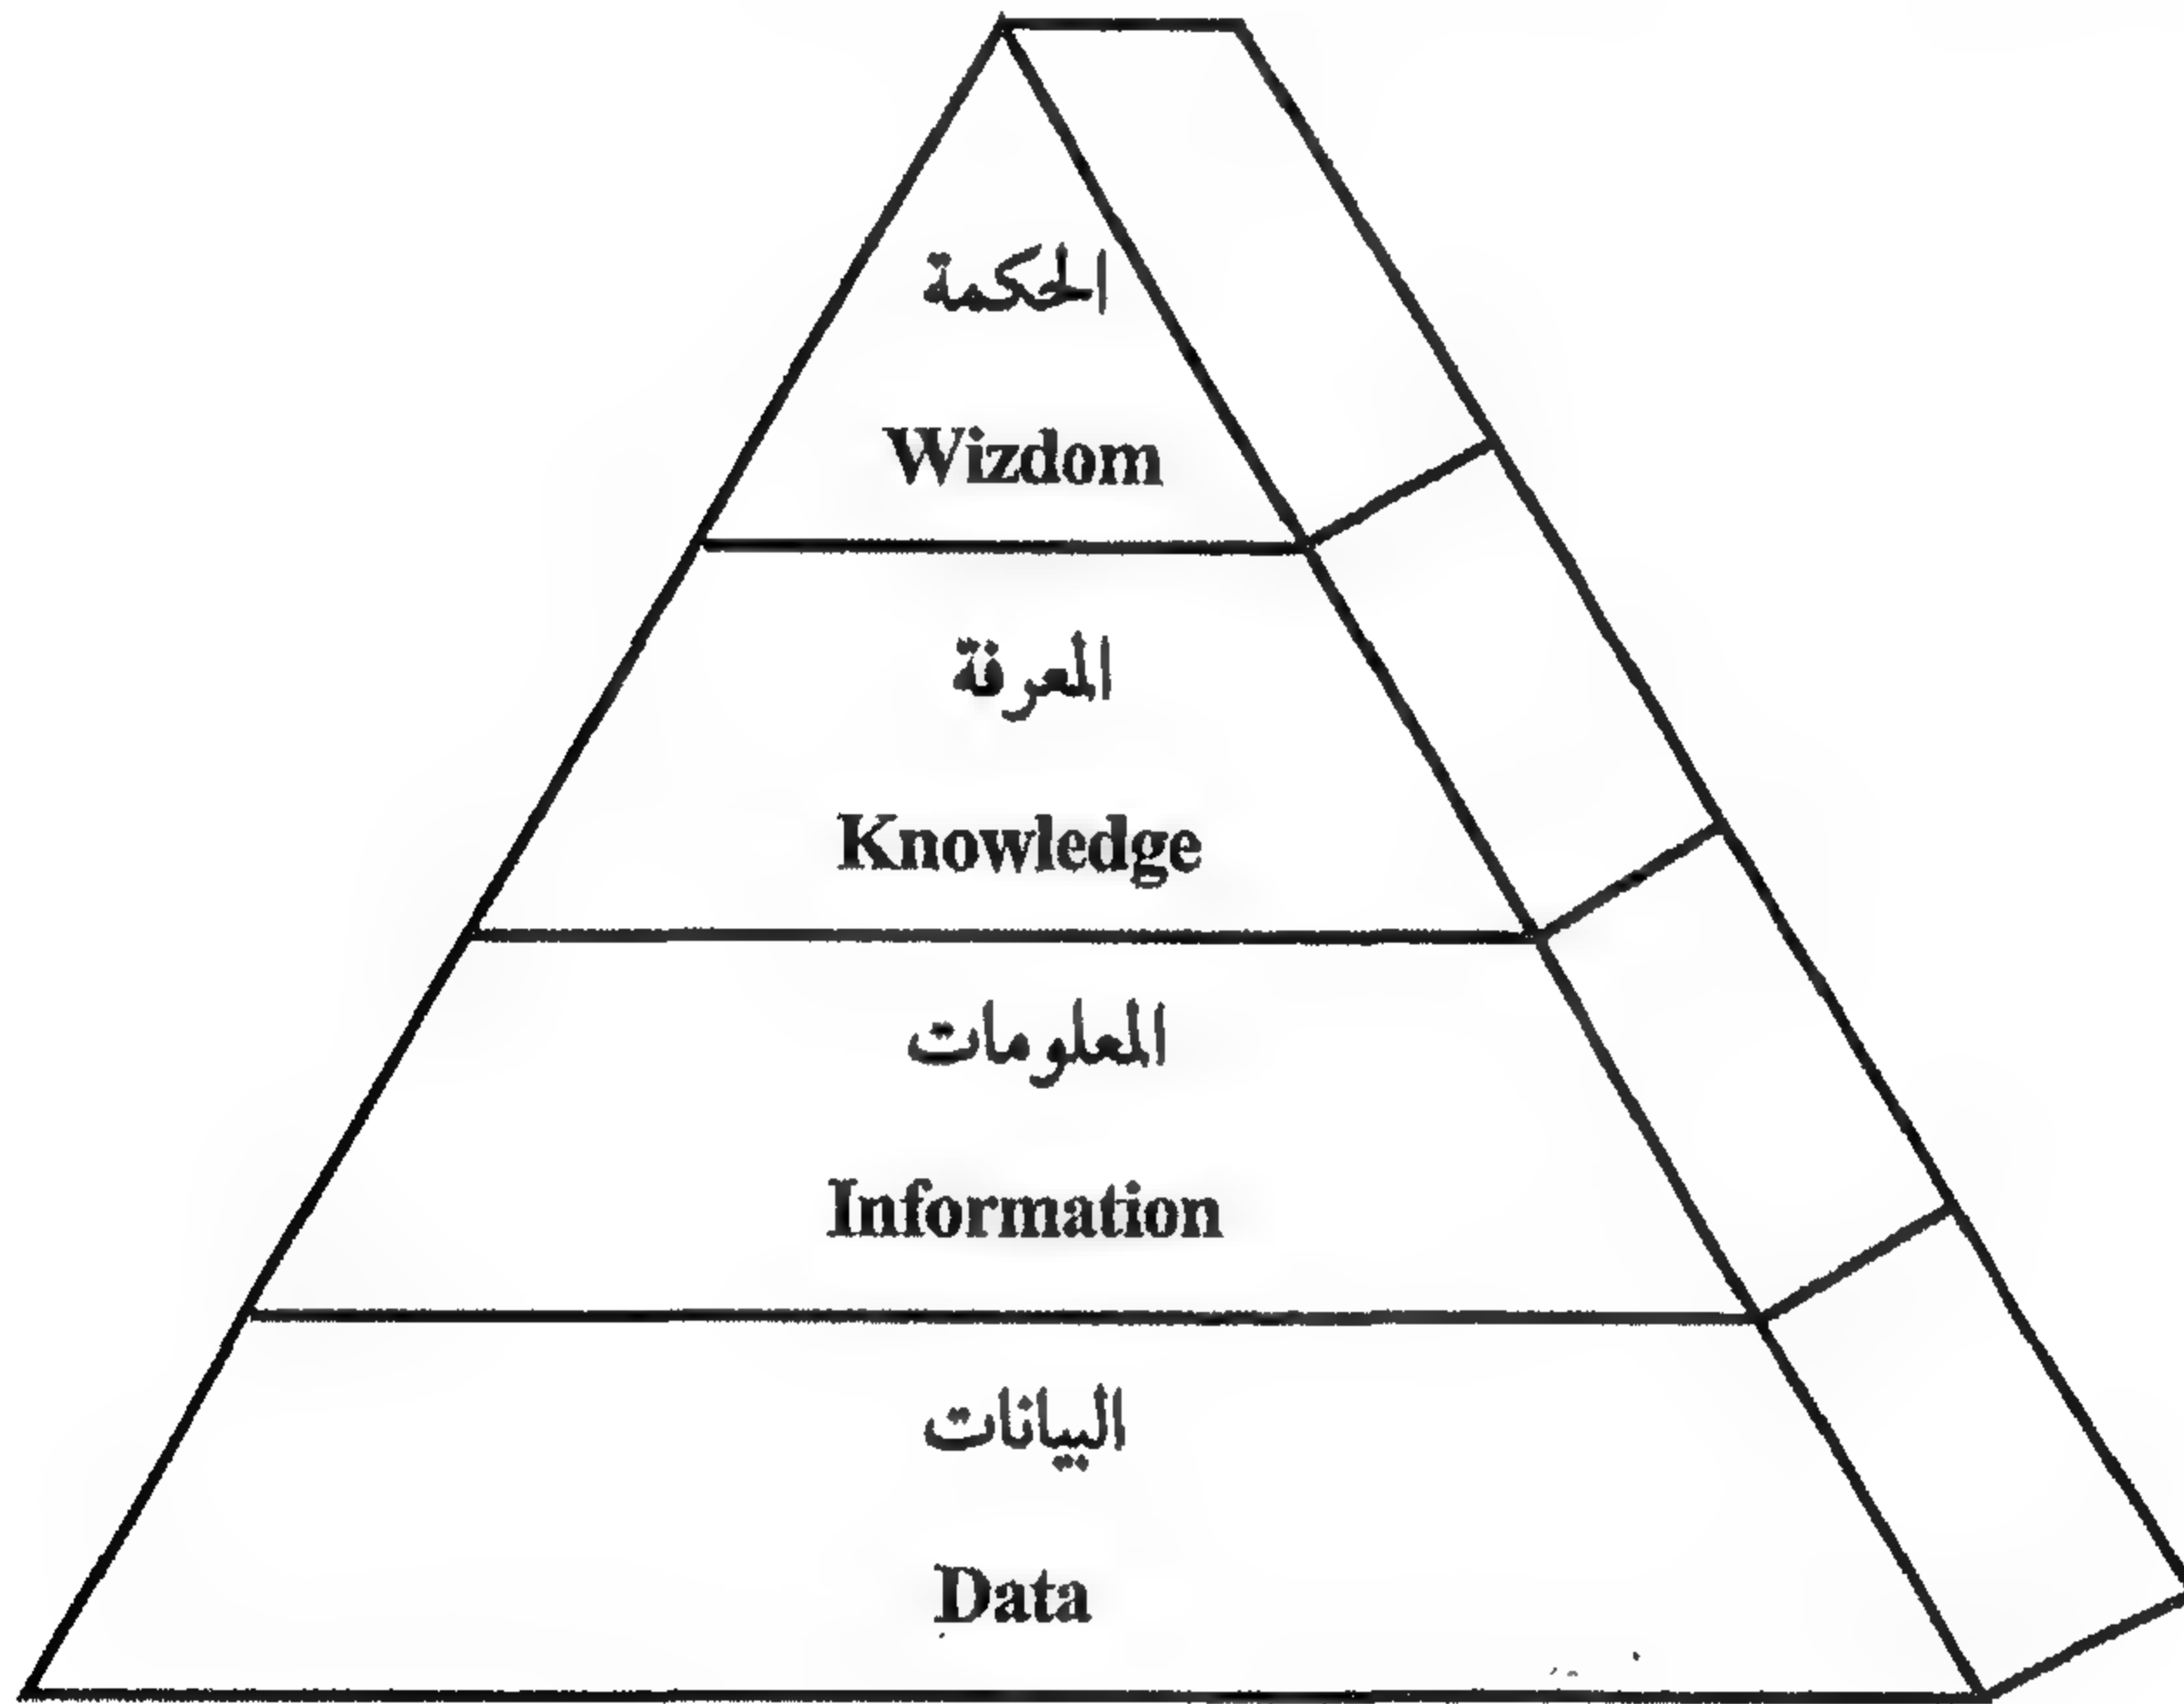 الحكمة
Wizdom
المعرفة
Knowledge
المعلومات
Information
البيانات
Data